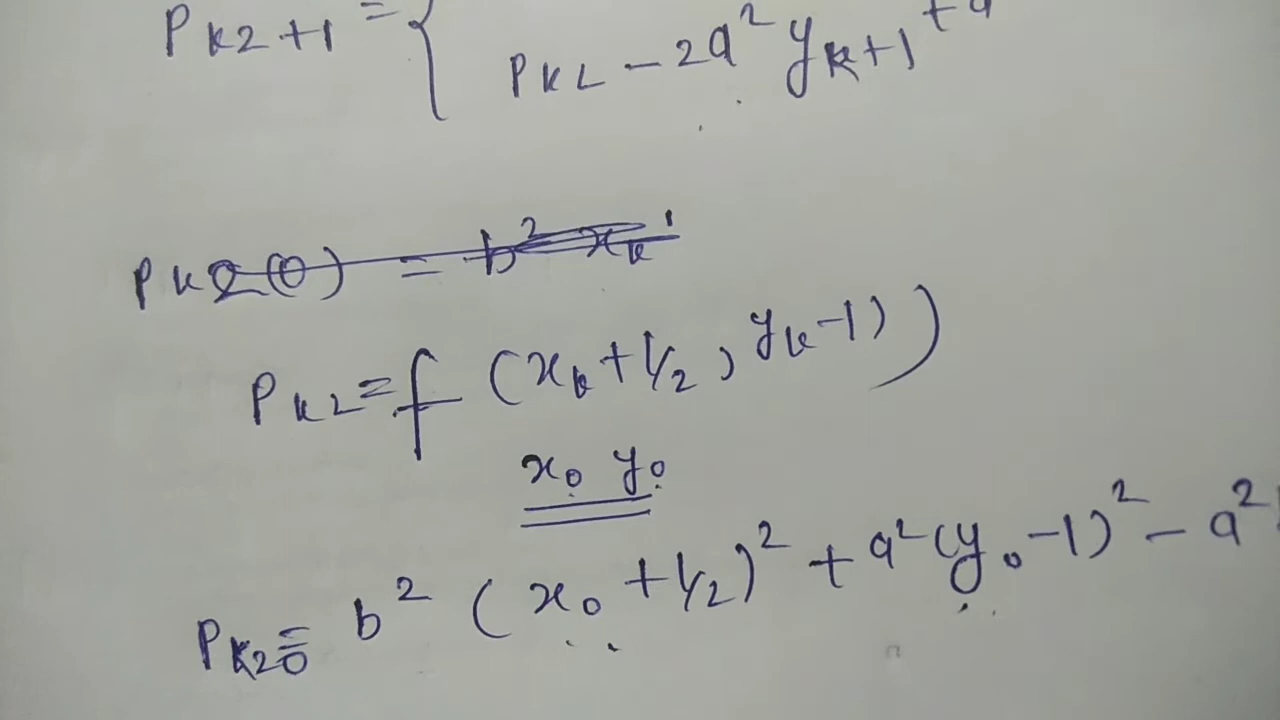 PK2+1 = {
PK2 - 2a² yk+1 + a
PK2(0) = b² xk
PK2 = f (xk + 1/2, yk-1))
x0 y0
PK20 = b² (x0 + 1/2)² + a² (y0 - 1)² - a²